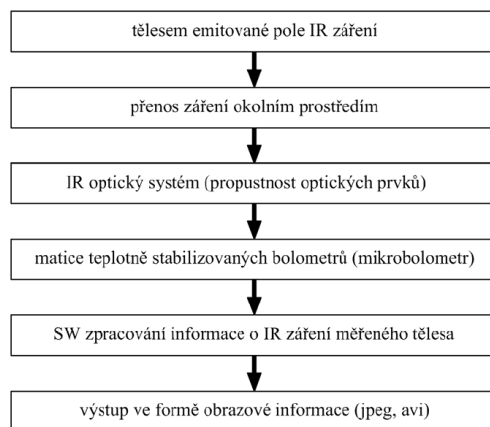 tělesem emitované pole IR záření
přenos záření okolním prostředím
IR optický systém (propustnost optických prvků)
matice teplotně stabilizovaných bolometrů (mikrobolometr)
SW zpracování informace o IR záření měřeného tělesa
výstup ve formě obrazové informace (jpeg, avi)